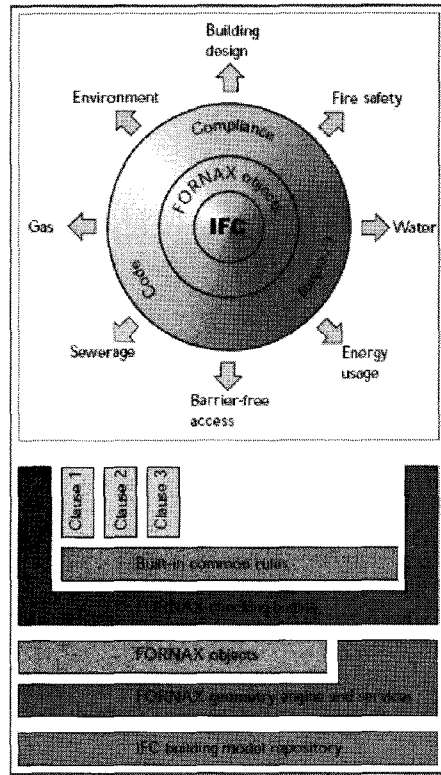 Building
design
Environment
Fire safety
Compliance
FORNAX objects
IFC
Gas
Water
Code
Sewerage
Energy
usage
Barrier-free
access
Clause 1
Clause 2
Clause 3
Built-in common rules
FORNAX checking
FORNAX objects
FORNAX geometry engine and services
IFC building model repository